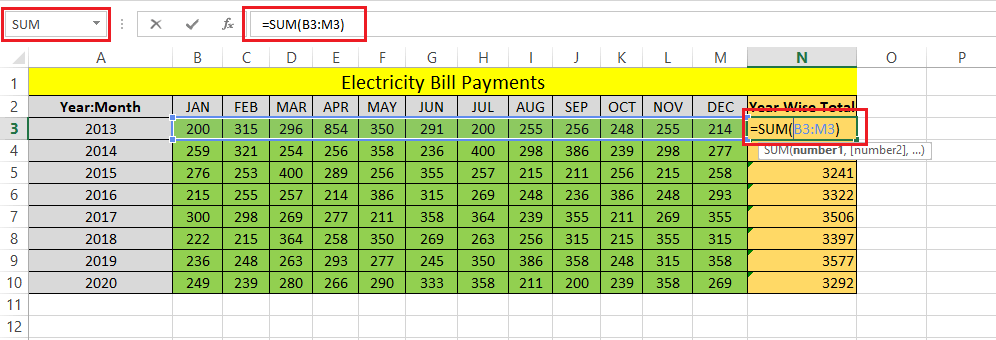 SUM =SUM(B3:M3)
A B C D E F G H I J K L M N O P
1 Electricity Bill Payments
2 Year:Month JAN FEB MAR APR MAY JUN JUL AUG SEP OCT NOV DEC Year Wise Total
3 2013 200 315 296 854 350 291 200 255 256 248 255 214 =SUM(B3:M3)
4 2014 259 321 254 256 358 236 400 298 386 239 298 277 SUM(number1, [number2], ...)
5 2015 276 253 400 289 256 355 257 215 211 256 215 258 3241
6 2016 215 255 257 214 386 315 269 248 236 386 248 293 3322
7 2017 300 298 269 277 211 358 364 239 355 211 269 355 3506
8 2018 222 215 364 258 350 269 263 256 315 215 355 315 3397
9 2019 236 248 263 293 277 245 350 386 358 248 315 358 3577
10 2020 249 239 280 266 290 333 358 211 200 239 358 269 3292
11
12